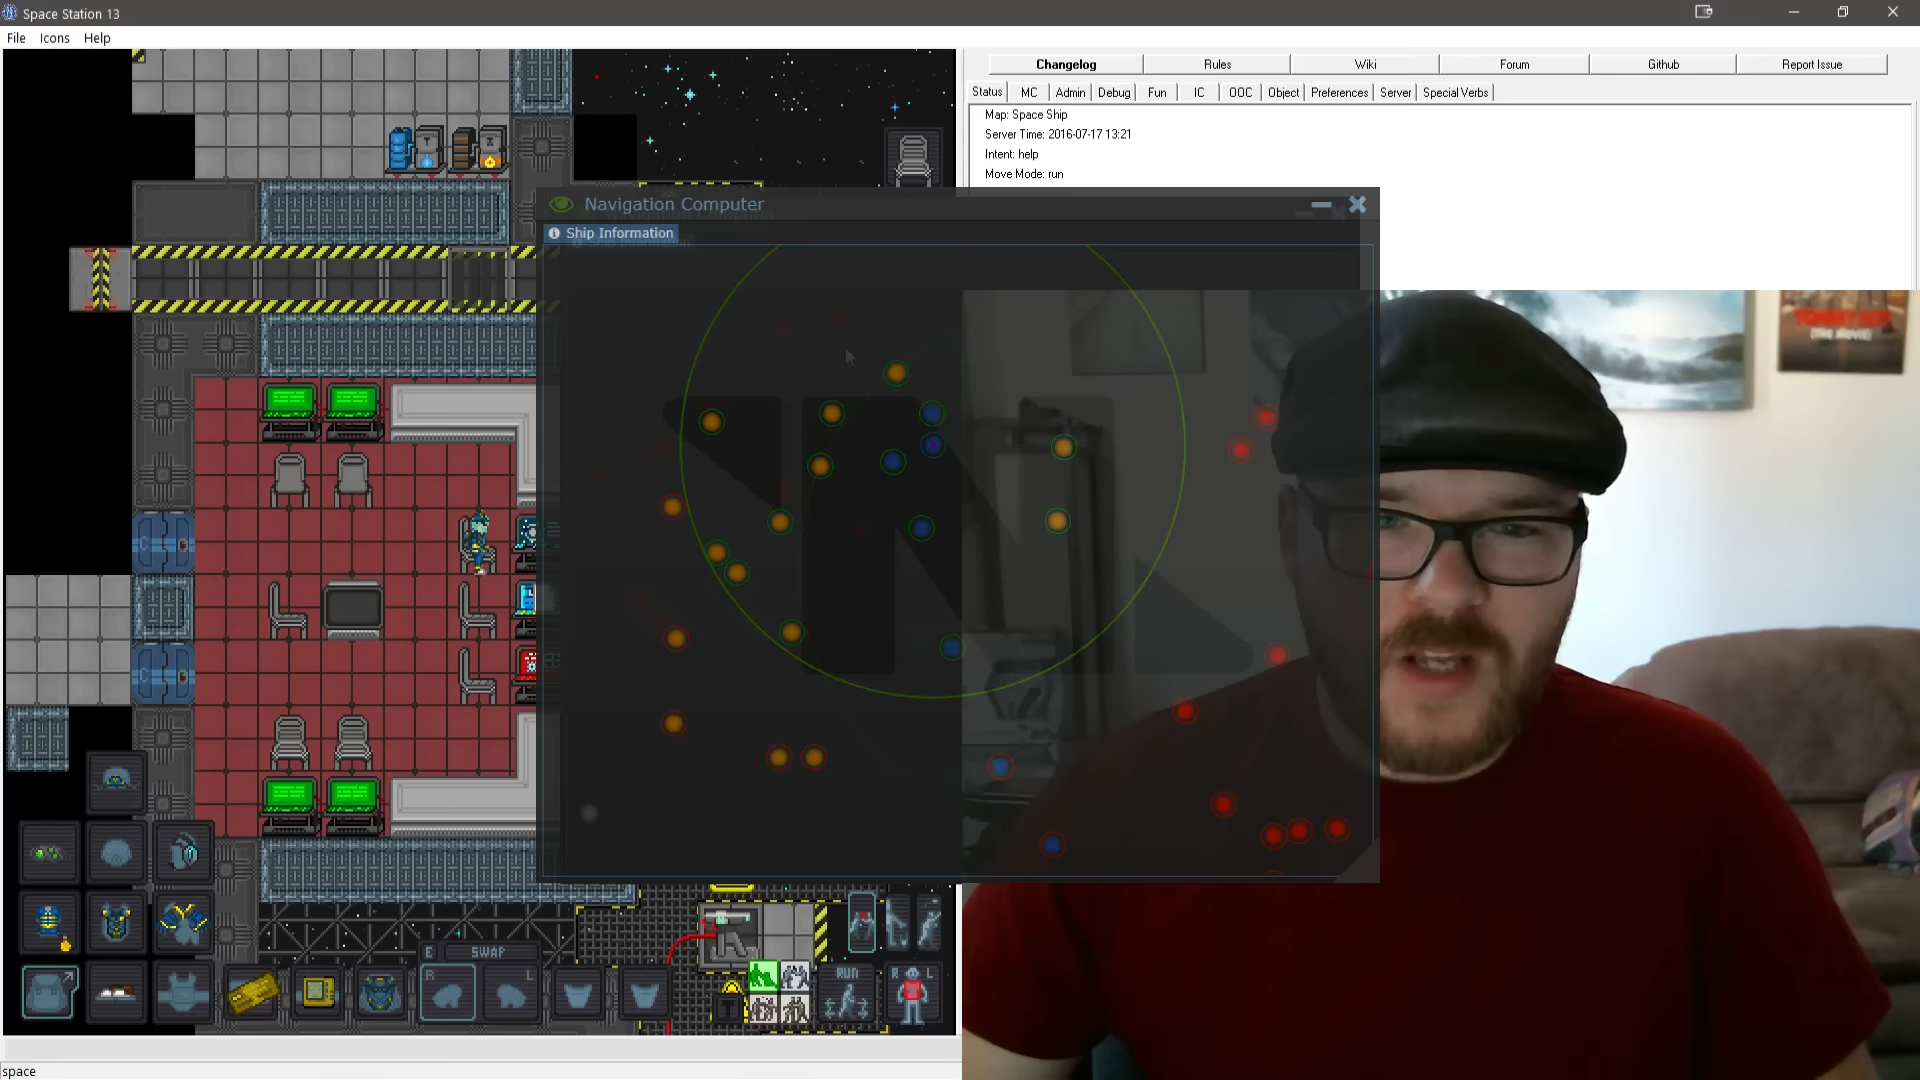 Space Station 13
File Icons Help
Changelog Rules Wiki Forum Github Report Issue
Status MC Admin Debug Fun IC OOC Object Preferences Server Special Verbs
Map: Space Ship
Server Time: 2016-07-17 13:21
Intent: help
Move Mode: run
Navigation Computer
Ship Information
(THE MOVIE)
E SWAP
R L
RUN
R L
space